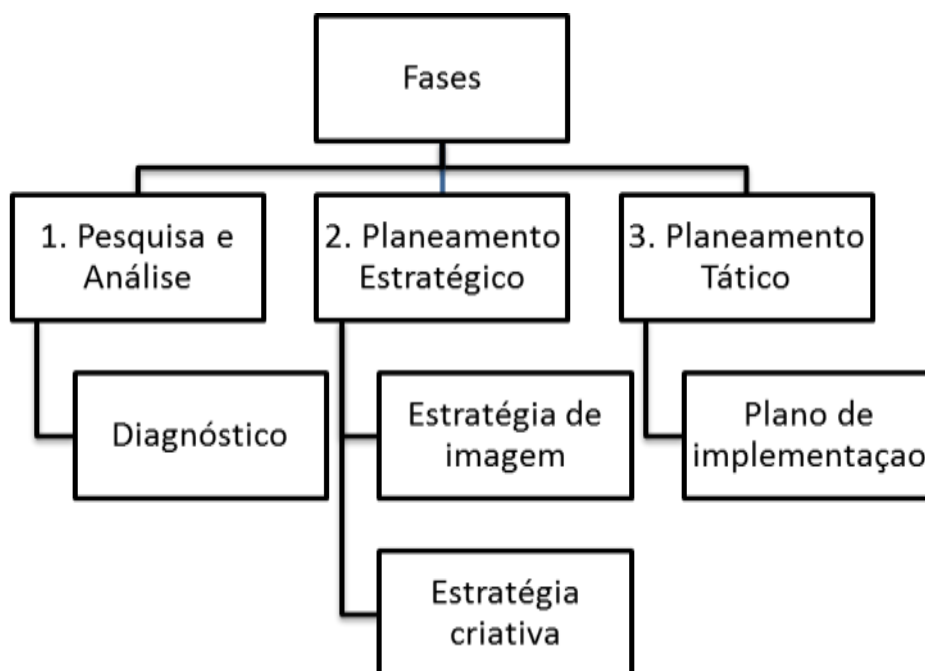 Fases
1. Pesquisa e
Análise
2. Planeamento
Estratégico
3. Planeamento
Tático
Diagnóstico
Estratégia de
imagem
Plano de
implementaçao
Estratégia
criativa